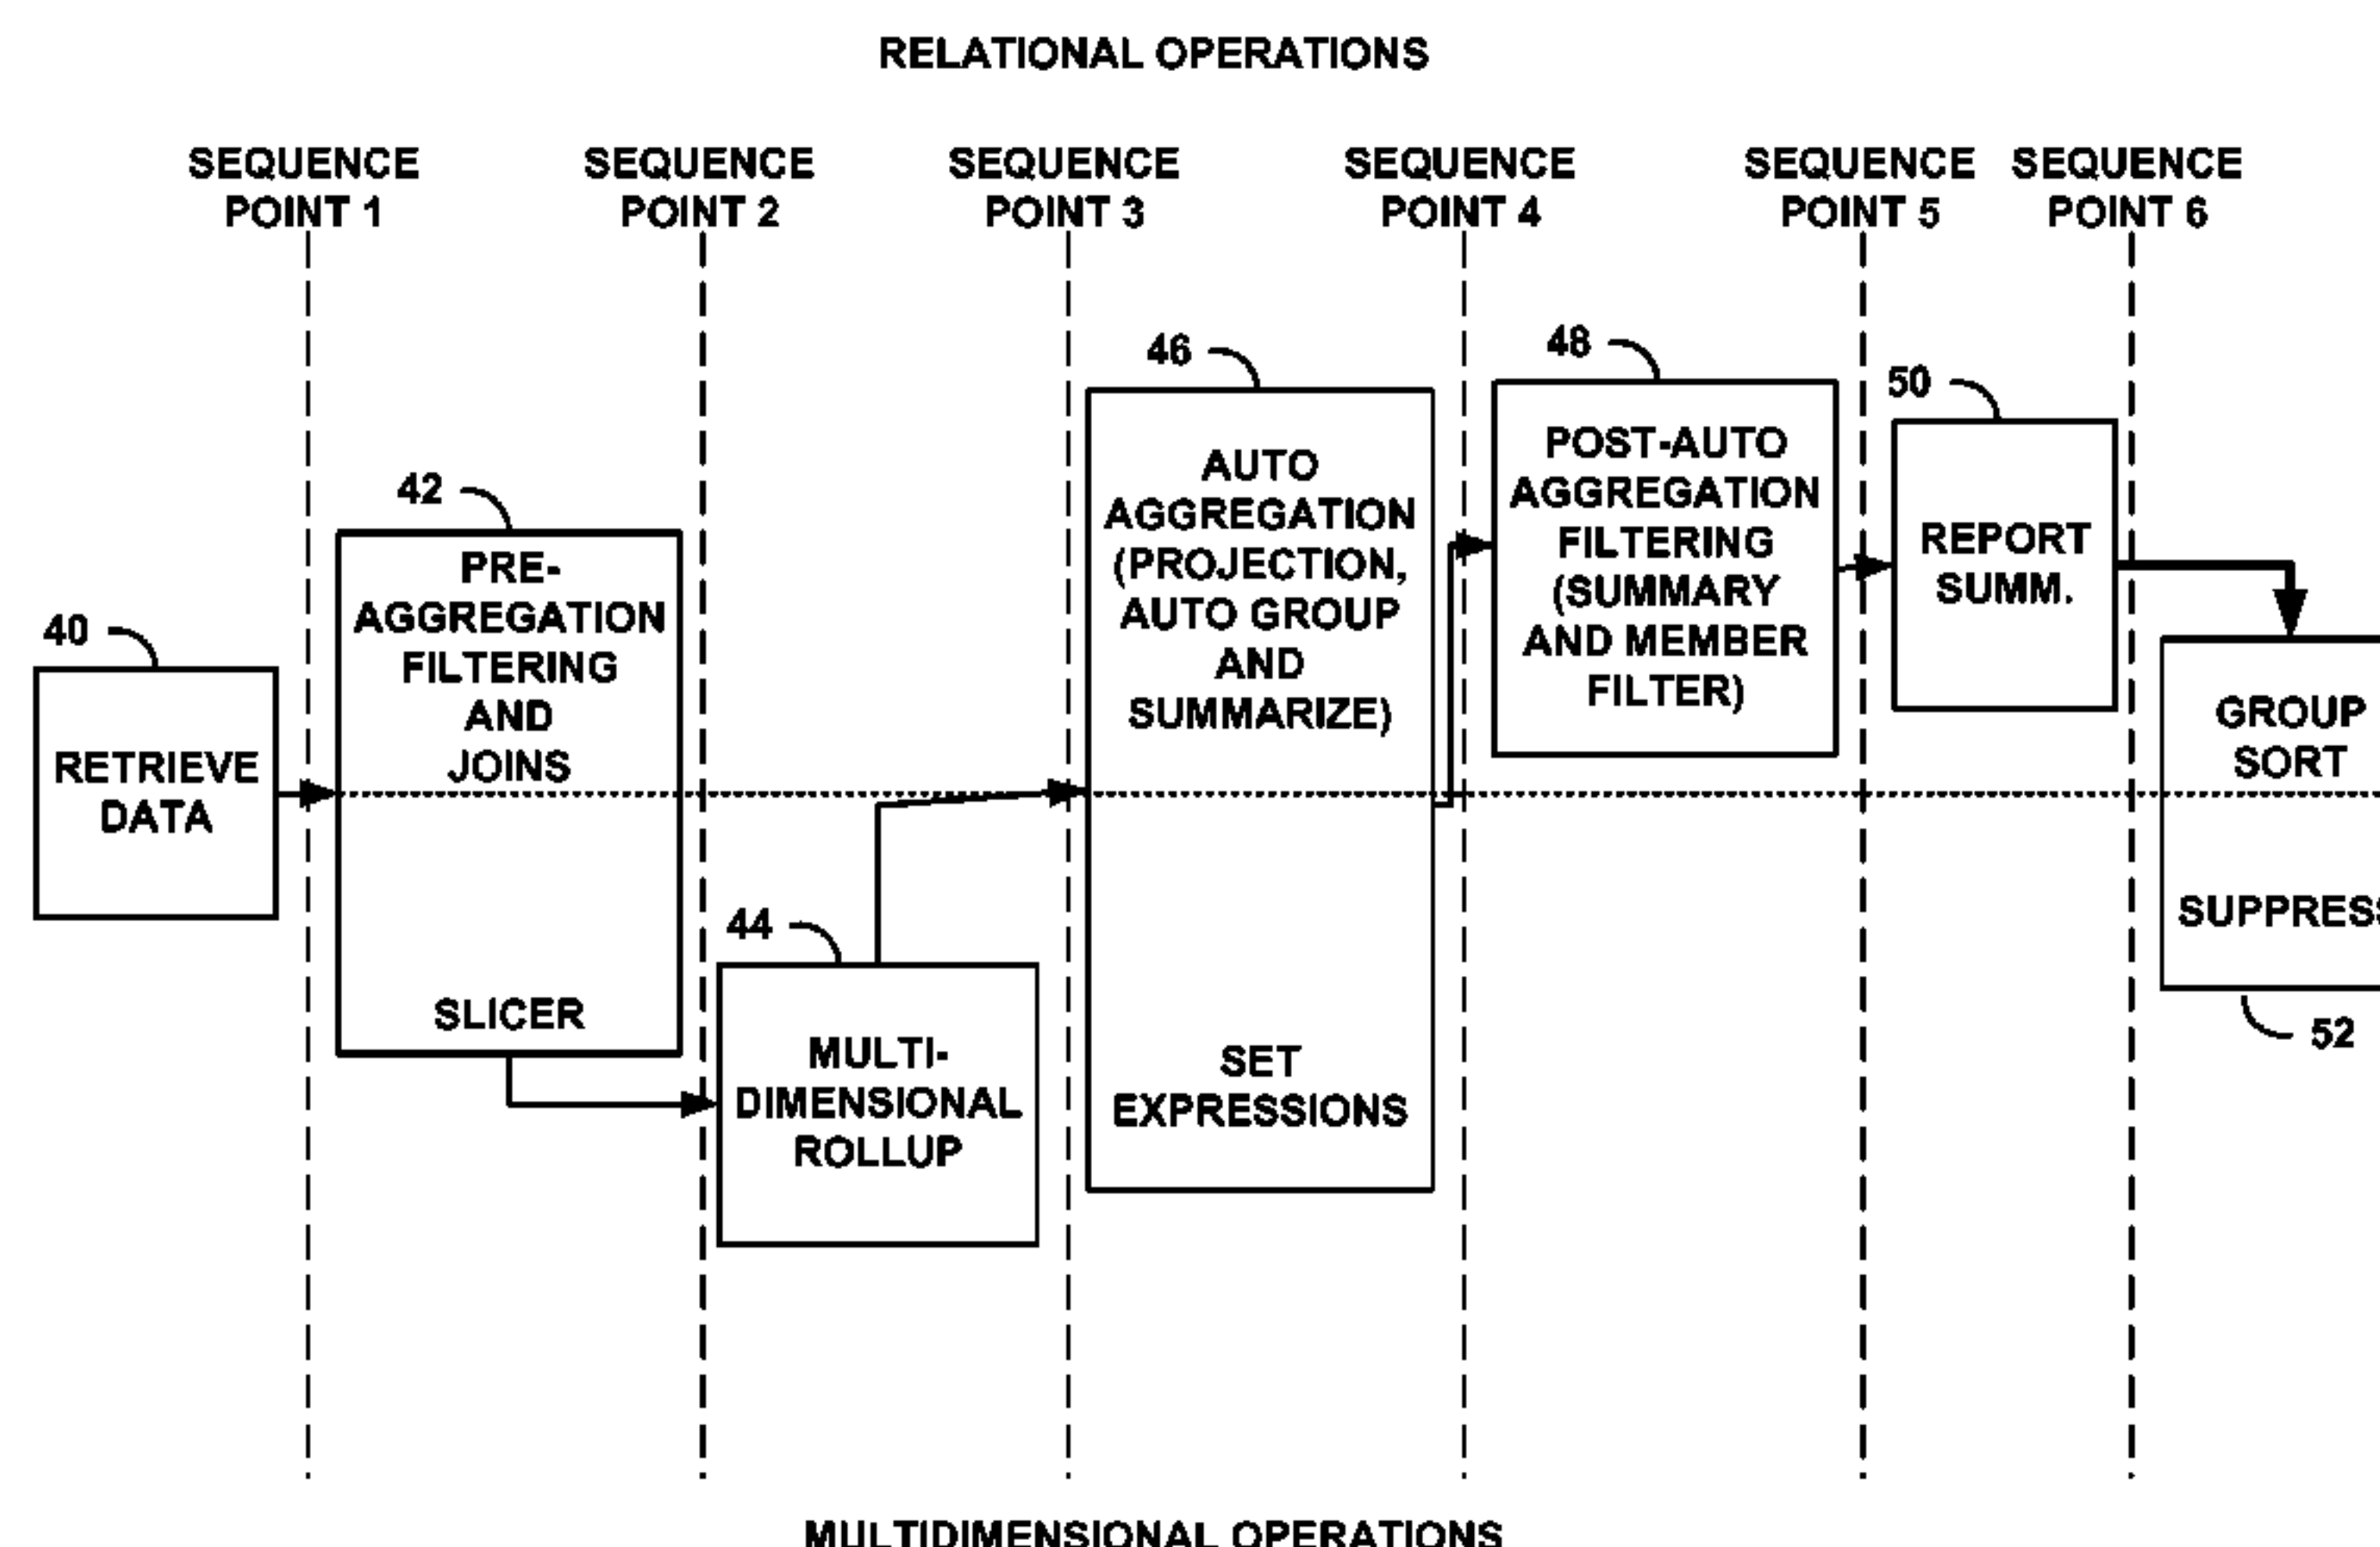 RELATIONAL OPERATIONS
SEQUENCE
POINT 1
SEQUENCE
POINT 2
SEQUENCE
POINT 3
SEQUENCE
POINT 4
SEQUENCE
POINT 5
SEQUENCE
POINT 6
40
RETRIEVE
DATA
42
PRE-
AGGREGATION
FILTERING
AND
JOINS
SLICER
44
MULTI-
DIMENSIONAL
ROLLUP
46
AUTO
AGGREGATION
(PROJECTION,
AUTO GROUP
AND
SUMMARIZE)
SET
EXPRESSIONS
48
POST-AUTO
AGGREGATION
FILTERING
(SUMMARY
AND MEMBER
FILTER)
50
REPORT
SUMM.
GROUP
SORT
SUPPRESS
52
MULTIDIMENSIONAL OPERATIONS